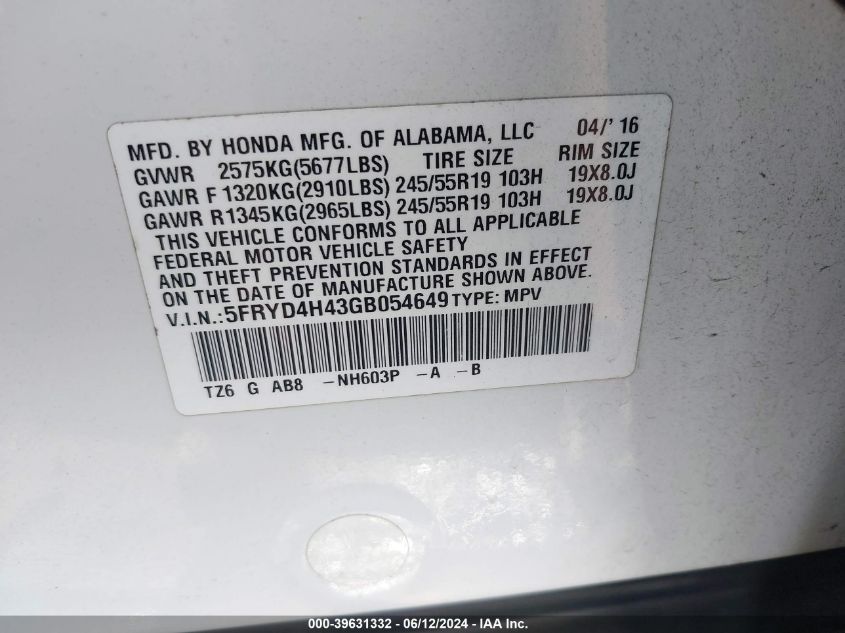 MFD. BY HONDA MFG. OF ALABAMA, LLC 04/' 16
GVWR 2575KG(5677LBS) TIRE SIZE RIM SIZE
GAWR F 1320KG(2910LBS) 245/55R19 103H 19X8.0J
GAWR R1345KG(2965LBS) 245/55R19 103H 19X8.0J
THIS VEHICLE CONFORMS TO ALL APPLICABLE
FEDERAL MOTOR VEHICLE SAFETY
AND THEFT PREVENTION STANDARDS IN EFFECT
ON THE DATE OF MANUFACTURE SHOWN ABOVE.
V.I.N.:5FRYD4H43GB054649 TYPE: MPV
TZ6 G AB8 -NH603P -A -B
000-39631332 - 06/12/2024 - IAA Inc.